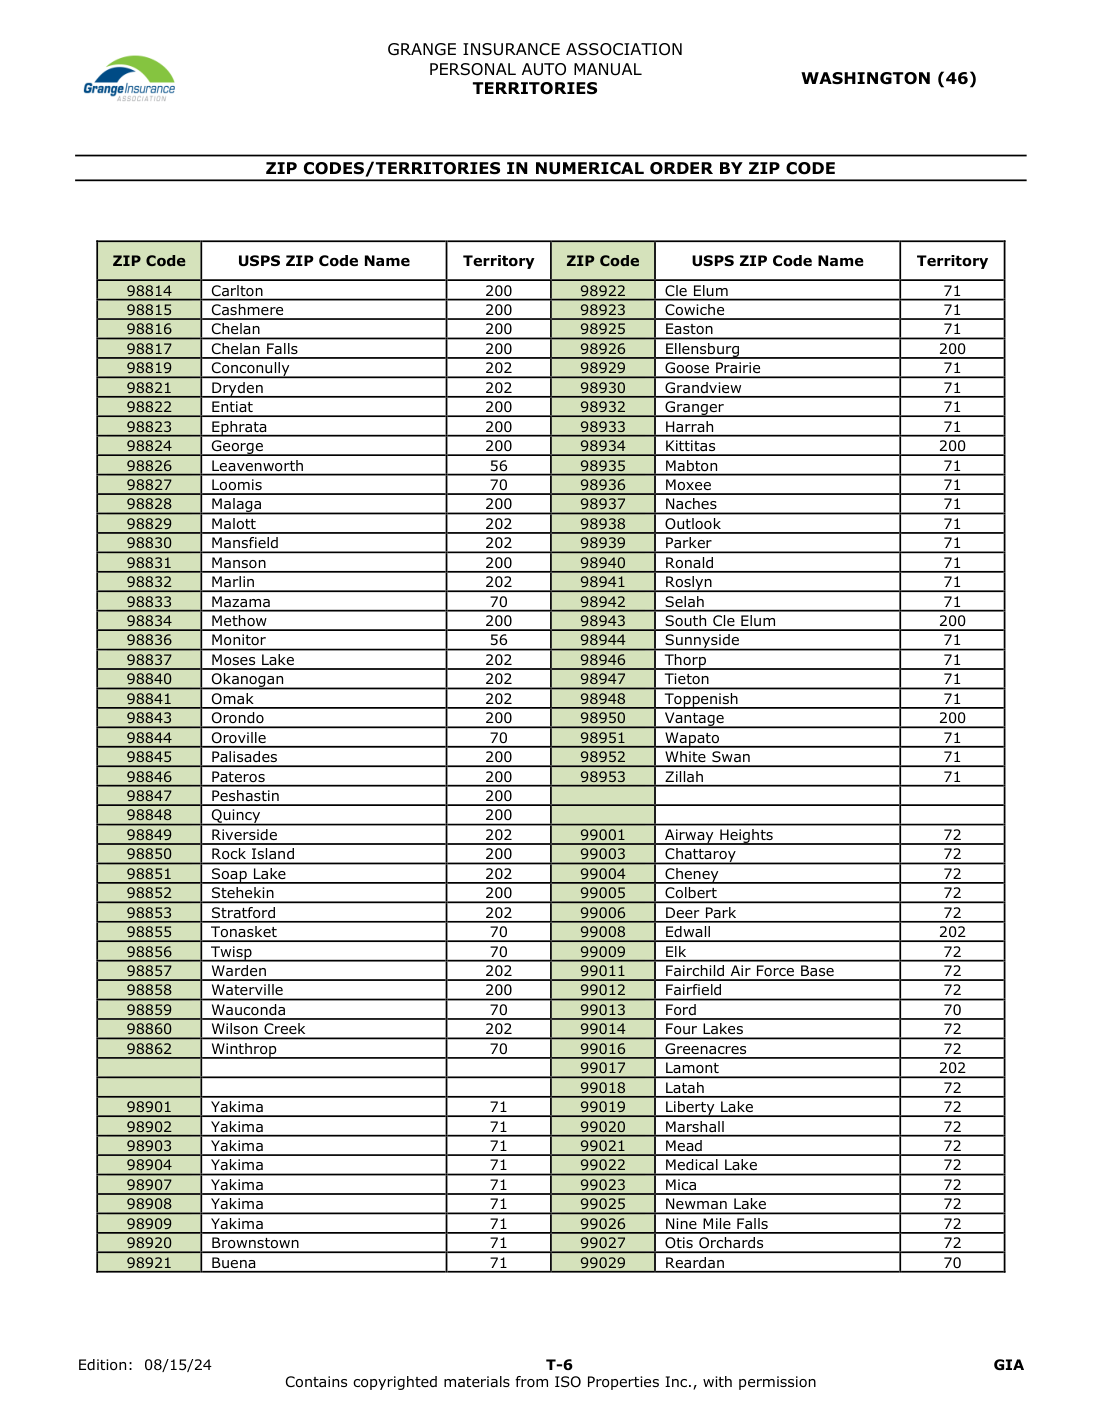 GRANGE INSURANCE ASSOCIATION
PERSONAL AUTO MANUAL
TERRITORIES
WASHINGTON (46)
GrangeInsurance
ASSOCIATION
ZIP CODES/TERRITORIES IN NUMERICAL ORDER BY ZIP CODE
ZIP Code USPS ZIP Code Name Territory ZIP Code USPS ZIP Code Name Territory
98814 Carlton 200 98922 Cle Elum 71
98815 Cashmere 200 98923 Cowiche 71
98816 Chelan 200 98925 Easton 71
98817 Chelan Falls 200 98926 Ellensburg 200
98819 Conconully 202 98929 Goose Prairie 71
98821 Dryden 202 98930 Grandview 71
98822 Entiat 200 98932 Granger 71
98823 Ephrata 200 98933 Harrah 71
98824 George 200 98934 Kittitas 200
98826 Leavenworth 56 98935 Mabton 71
98827 Loomis 70 98936 Moxee 71
98828 Malaga 200 98937 Naches 71
98829 Malott 202 98938 Outlook 71
98830 Mansfield 202 98939 Parker 71
98831 Manson 200 98940 Ronald 71
98832 Marlin 202 98941 Roslyn 71
98833 Mazama 70 98942 Selah 71
98834 Methow 200 98943 South Cle Elum 200
98836 Monitor 56 98944 Sunnyside 71
98837 Moses Lake 202 98946 Thorp 71
98840 Okanogan 202 98947 Tieton 71
98841 Omak 202 98948 Toppenish 71
98843 Orondo 200 98950 Vantage 200
98844 Oroville 70 98951 Wapato 71
98845 Palisades 200 98952 White Swan 71
98846 Pateros 200 98953 Zillah 71
98847 Peshastin 200
98848 Quincy 200
98849 Riverside 202 99001 Airway Heights 72
98850 Rock Island 200 99003 Chattaroy 72
98851 Soap Lake 202 99004 Cheney 72
98852 Stehekin 200 99005 Colbert 72
98853 Stratford 202 99006 Deer Park 72
98855 Tonasket 70 99008 Edwall 202
98856 Twisp 70 99009 Elk 72
98857 Warden 202 99011 Fairchild Air Force Base 72
98858 Waterville 200 99012 Fairfield 72
98859 Wauconda 70 99013 Ford 70
98860 Wilson Creek 202 99014 Four Lakes 72
98862 Winthrop 70 99016 Greenacres 72
99017 Lamont 202
99018 Latah 72
98901 Yakima 71 99019 Liberty Lake 72
98902 Yakima 71 99020 Marshall 72
98903 Yakima 71 99021 Mead 72
98904 Yakima 71 99022 Medical Lake 72
98907 Yakima 71 99023 Mica 72
98908 Yakima 71 99025 Newman Lake 72
98909 Yakima 71 99026 Nine Mile Falls 72
98920 Brownstown 71 99027 Otis Orchards 72
98921 Buena 71 99029 Reardan 70
Edition: 08/15/24 T-6 GIA
Contains copyrighted materials from ISO Properties Inc., with permission